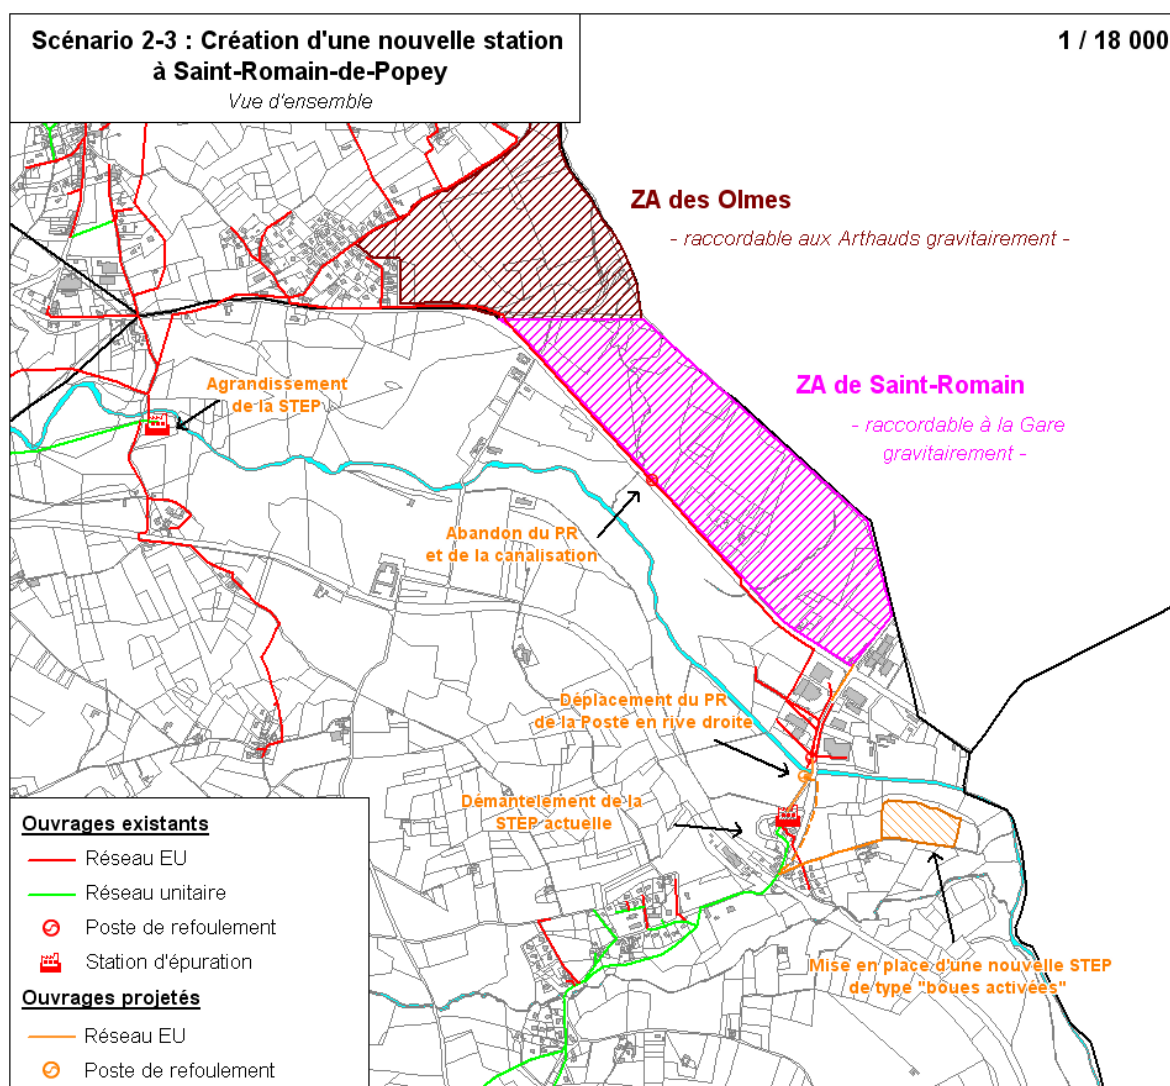 Scénario 2-3 : Création d'une nouvelle station
à Saint-Romain-de-Popey
Vue d'ensemble
1 / 18 000
ZA des Olmes
- raccordable aux Arthauds gravitairement -
ZA de Saint-Romain
- raccordable à la Gare
gravitairement -
Agrandissement
de la STEP
Abandon du PR
et de la canalisation
Déplacement du PR
de la Poste en rive droite
Démantèlement de la
STEP actuelle
Mise en place d'une nouvelle STEP
de type "boues activées"
Ouvrages existants
Réseau EU
Réseau unitaire
Poste de refoulement
Station d'épuration
Ouvrages projetés
Réseau EU
Poste de refoulement